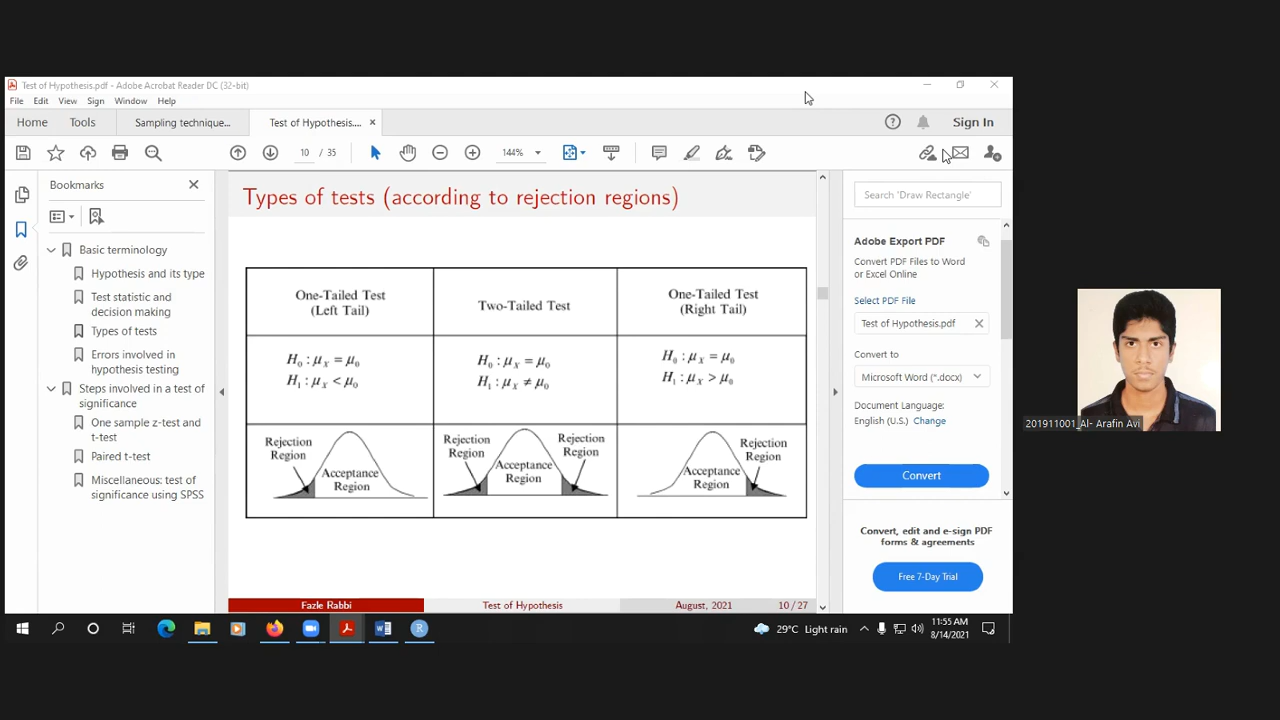 Test of Hypothesis.pdf - Adobe Acrobat Reader DC (32-bit)
File Edit View Sign Window Help
Home Tools Sampling technique... Test of Hypothesis.... Sign In
10 / 35 144%
Bookmarks
Basic terminology
Hypothesis and its type
Test statistic and
decision making
Types of tests
Errors involved in
hypothesis testing
Steps involved in a test of
significance
One sample z-test and
t-test
Paired t-test
Miscellaneous: test of
significance using SPSS
Types of tests (according to rejection regions)
One-Tailed Test
(Left Tail)
Two-Tailed Test
One-Tailed Test
(Right Tail)
H₀ : μ_X = μ₀
H₁ : μ_X < μ₀
H₀ : μ_X = μ₀
H₁ : μ_X ≠ μ₀
H₀ : μ_X = μ₀
H₁ : μ_X > μ₀
Rejection
Region
Acceptance
Region
Rejection
Region
Acceptance
Region
Rejection
Region
Acceptance
Region
Rejection
Region
Fazle Rabbi Test of Hypothesis August, 2021 10 / 27
Search 'Draw Rectangle'
Adobe Export PDF
Convert PDF Files to Word
or Excel Online
Select PDF File
Test of Hypothesis.pdf
Convert to
Microsoft Word (*.docx)
Document Language:
English (U.S.) Change
Convert
Convert, edit and e-sign PDF
forms & agreements
Free 7-Day Trial
29°C Light rain
11:55 AM
8/14/2021
201911001_Al- Arafin Avi